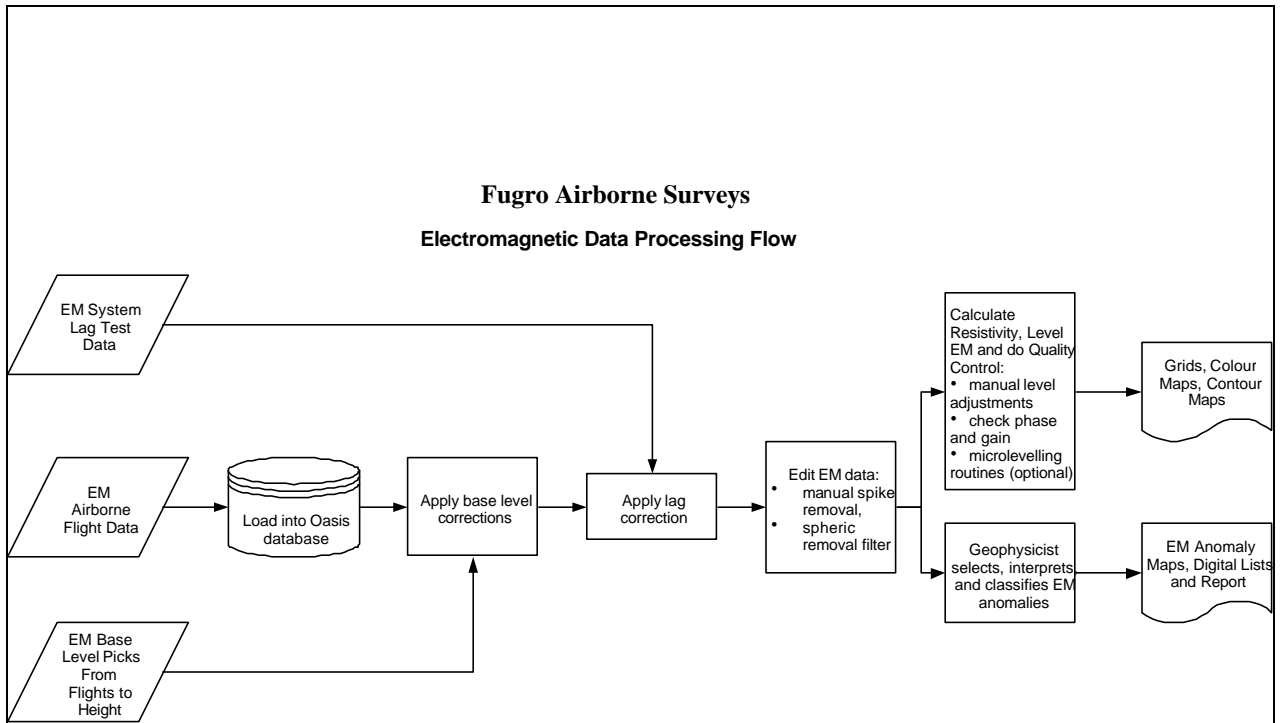 Fugro Airborne Surveys
Electromagnetic Data Processing Flow
EM System
Lag Test
Data
EM
Airborne
Flight Data
Load into Oasis
database
Apply base level
corrections
Apply lag
correction
Edit EM data:
• manual spike
removal,
• spheric
removal filter
Calculate
Resistivity, Level
EM and do Quality
Control:
• manual level
adjustments
• check phase
and gain
• microlevelling
routines (optional)
Grids, Colour
Maps, Contour
Maps
Geophysicist
selects, interprets
and classifies EM
anomalies
EM Anomaly
Maps, Digital Lists
and Report
EM Base
Level Picks
From
Flights to
Height